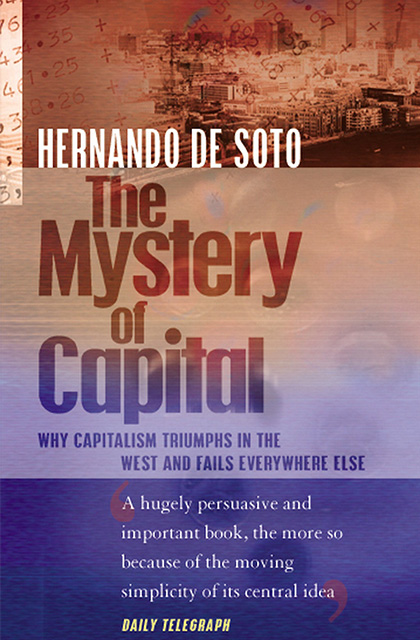 HERNANDO DE SOTO
The
Mystery
of
Capital
WHY CAPITALISM TRIUMPHS IN THE
WEST AND FAILS EVERYWHERE ELSE
‘A hugely persuasive and
important book, the more so
because of the moving
simplicity of its central idea’
DAILY TELEGRAPH